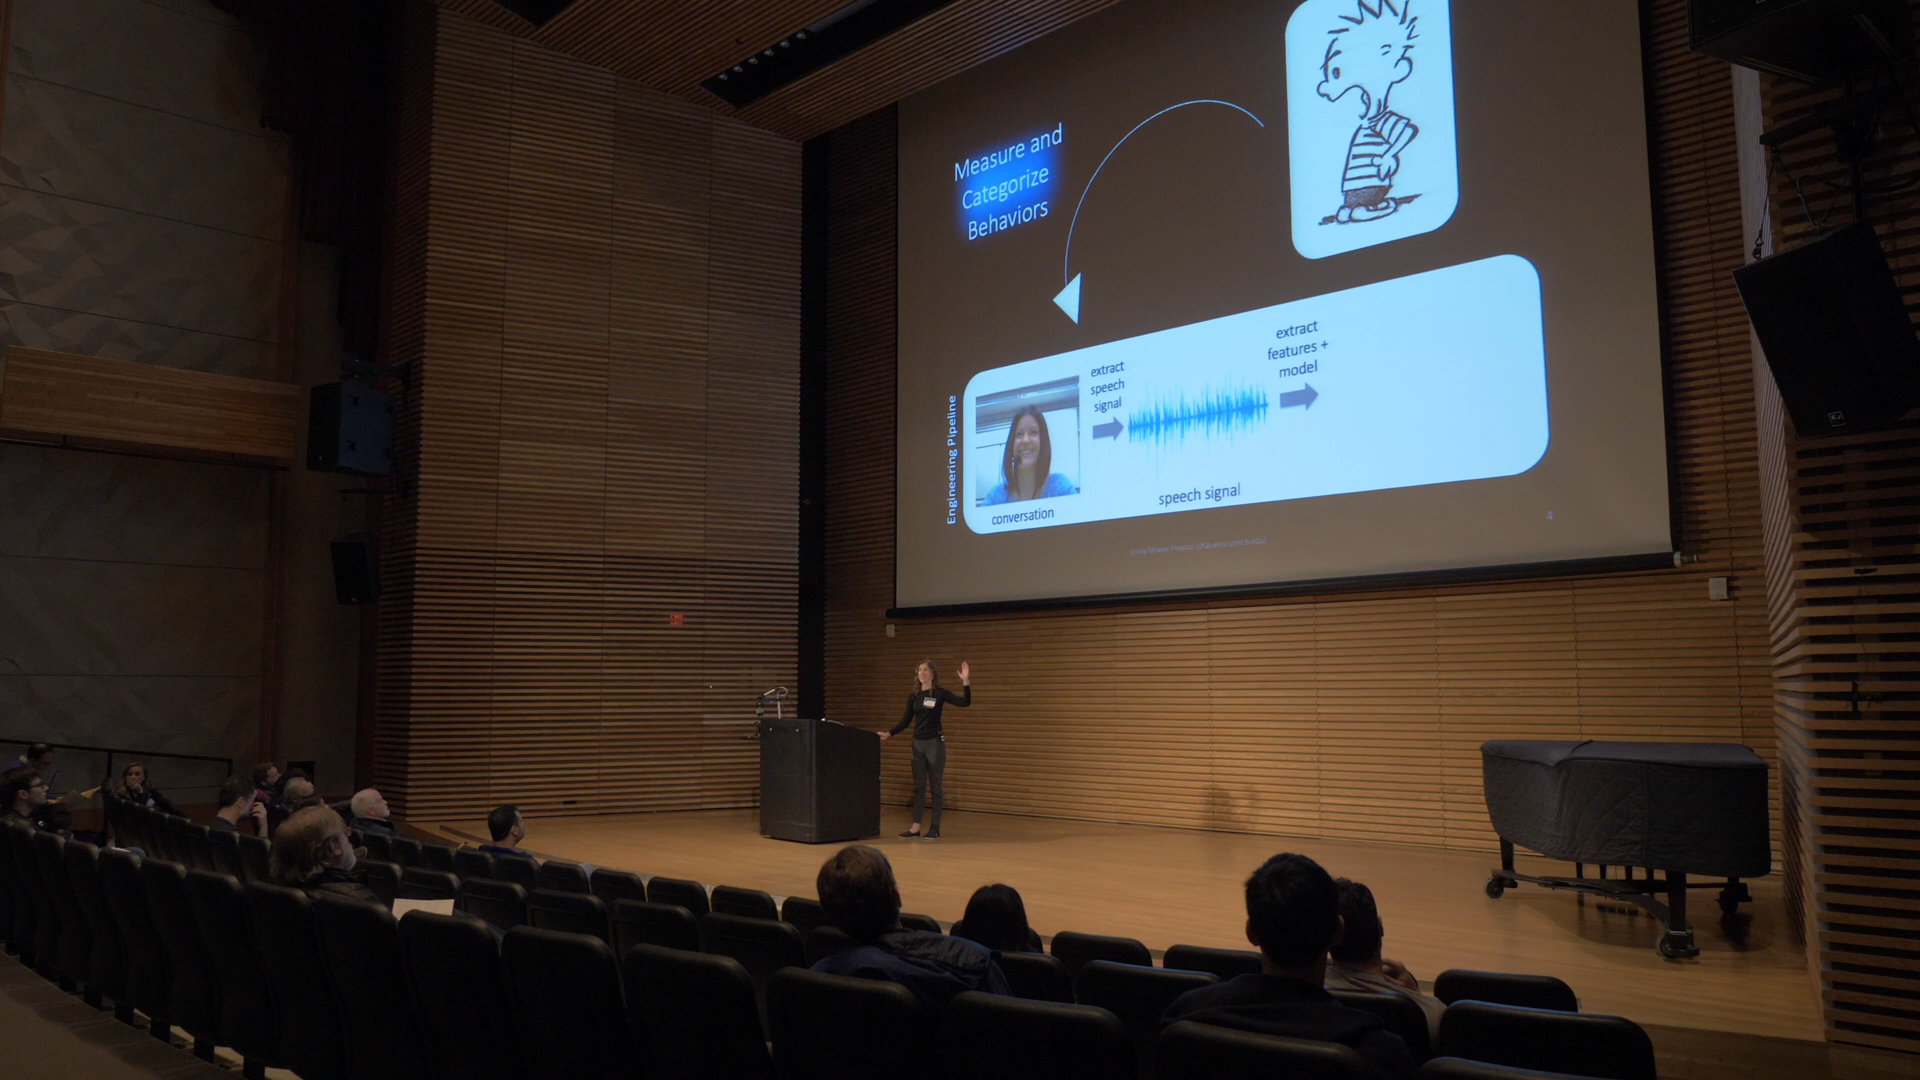 Measure and
Categorize
Behaviors
Engineering Pipeline
extract
speech
signal
extract
features +
model
conversation
speech signal
4